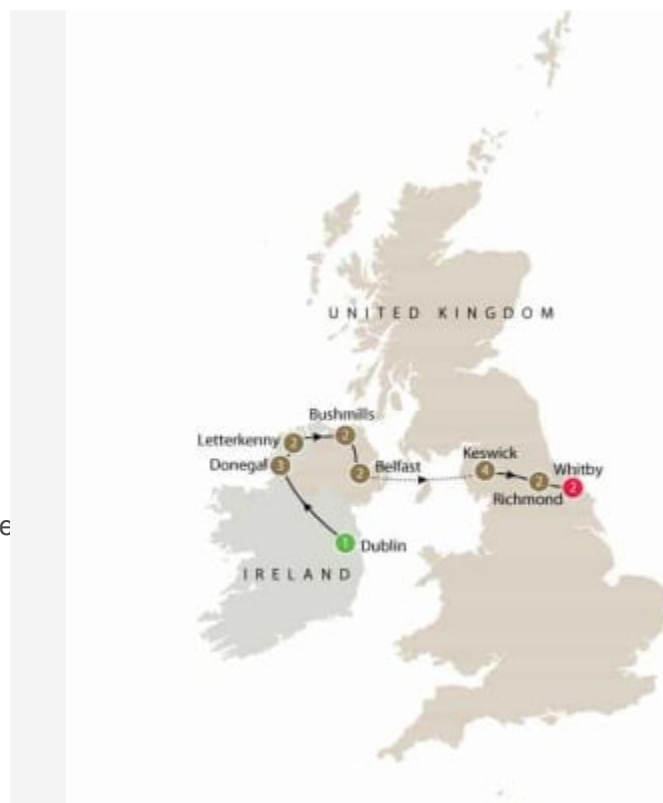 UNITED KINGDOM
Bushmills
2
Letterkenny 2
Donegal 3
2 Belfast
Keswick
4
Whitby
2
Richmond
2
1 Dublin
IRELAND
e